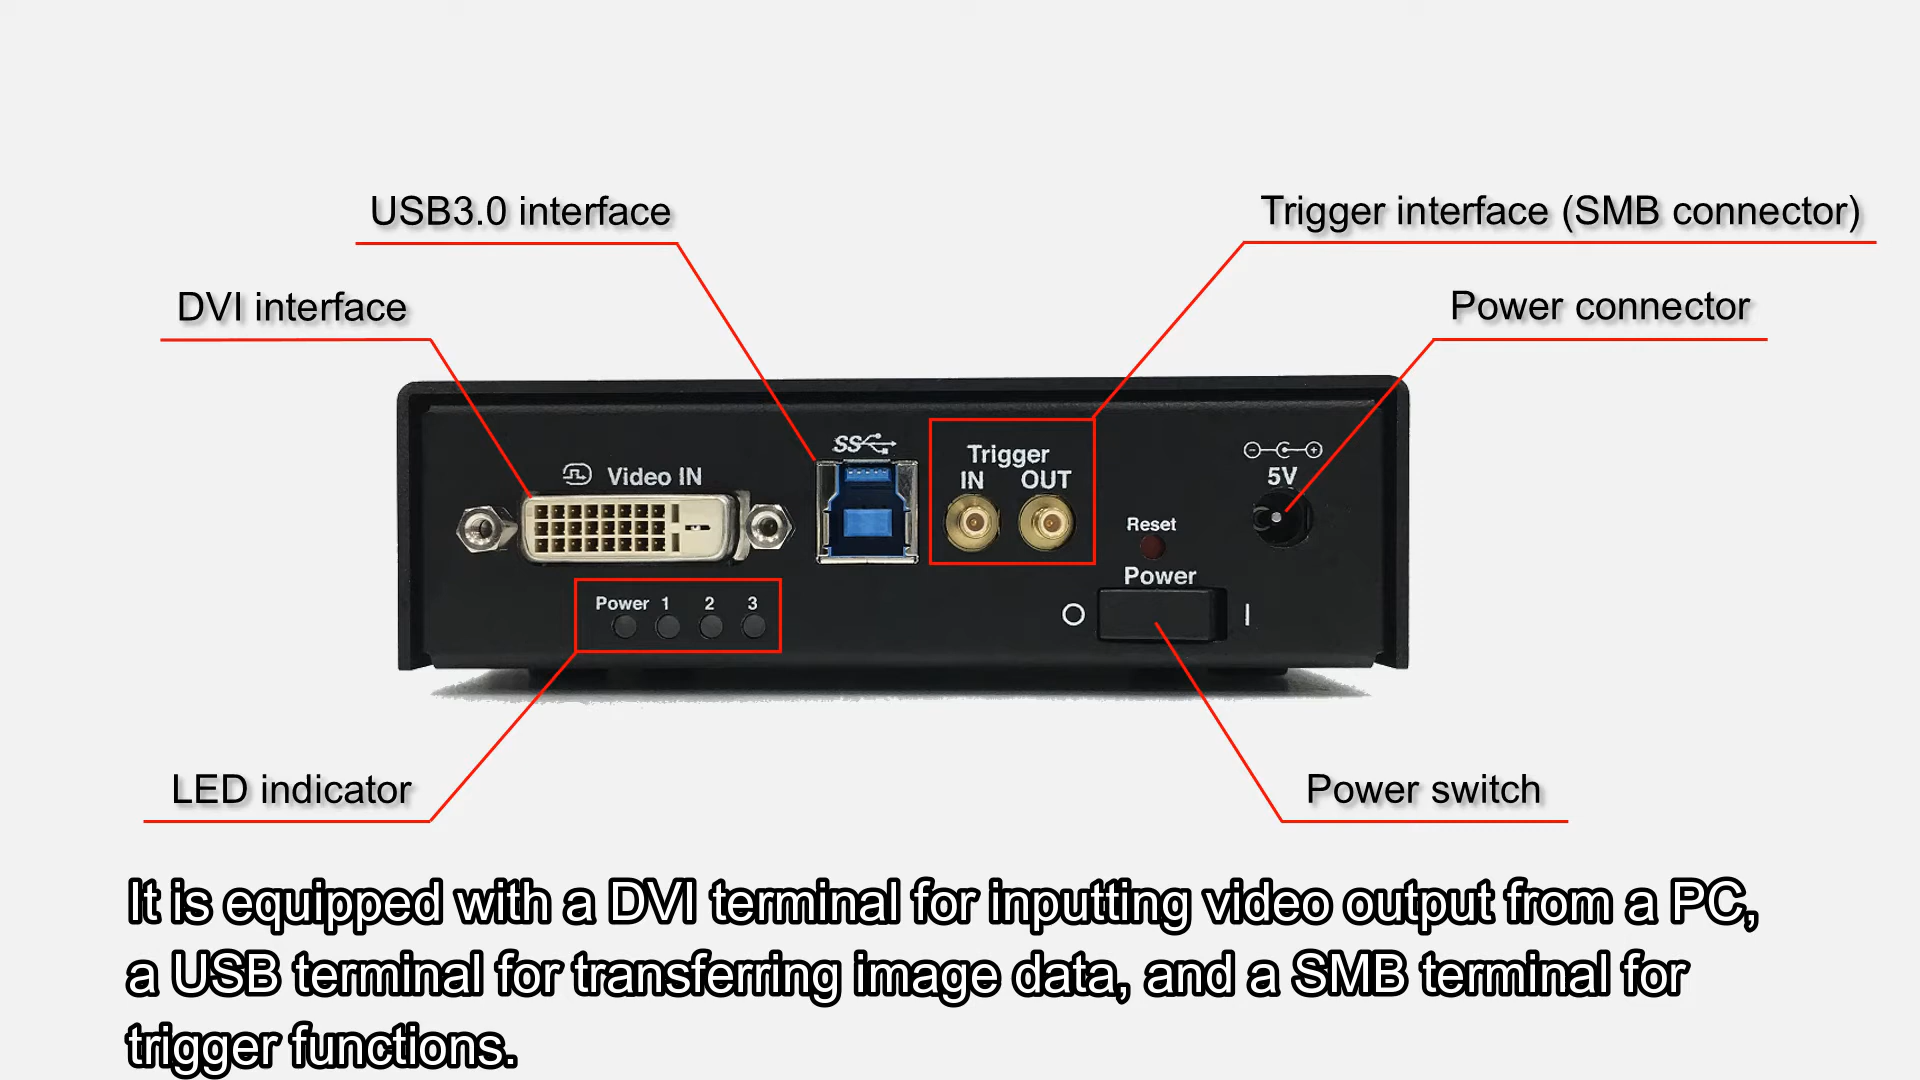 USB3.0 interface
Trigger interface (SMB connector)
DVI interface
Power connector
SS
Video IN
Trigger
IN OUT
5V
Reset
Power
O I
Power 1 2 3
LED indicator
Power switch
It is equipped with a DVI terminal for inputting video output from a PC,
a USB terminal for transferring image data, and a SMB terminal for
trigger functions.